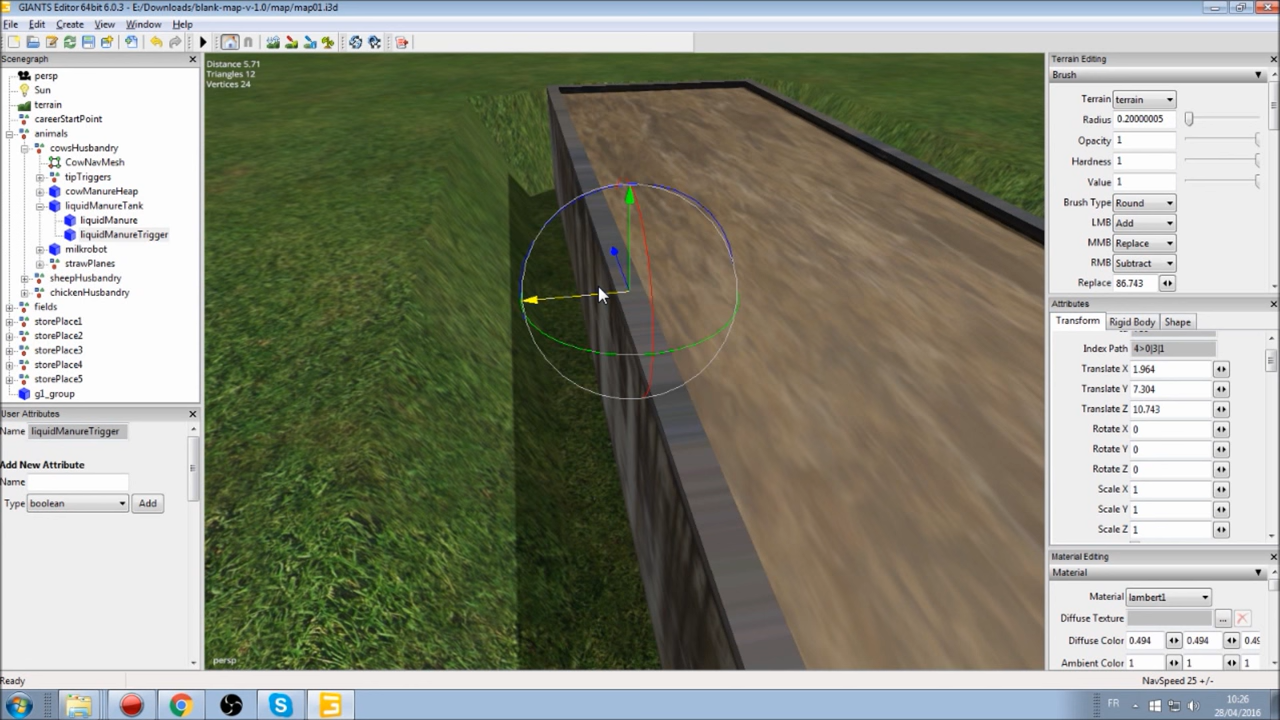 GIANTS Editor 64bit 6.0.3 - E:/Downloads/blank-map-v-1.0/map/map01.i3d
File Edit Create View Window Help
Scenegraph
persp
Sun
terrain
careerStartPoint
animals
cowsHusbandry
CowNavMesh
tipTriggers
cowManureHeap
liquidManureTank
liquidManure
liquidManureTrigger
milkrobot
strawPlanes
sheepHusbandry
chickenHusbandry
fields
storePlace1
storePlace2
storePlace3
storePlace4
storePlace5
g1_group
User Attributes
Name liquidManureTrigger
Add New Attribute
Name
Type boolean Add
Distance 5.71
Triangles 12
Vertices 24
persp
Terrain Editing
Brush
Terrain terrain
Radius 0.20000005
Opacity 1
Hardness 1
Value 1
Brush Type Round
LMB Add
MMB Replace
RMB Subtract
Replace 86.743
Attributes
Transform Rigid Body Shape
Index Path 4>0|3|1
Translate X 1.964
Translate Y 7.304
Translate Z 10.743
Rotate X 0
Rotate Y 0
Rotate Z 0
Scale X 1
Scale Y 1
Scale Z 1
Material Editing
Material
Material lambert1
Diffuse Texture ...
Diffuse Color 0.494 0.494 0.49
Ambient Color 1 1 1
Ready
NavSpeed 25 +/-
FR
10:26
28/04/2016